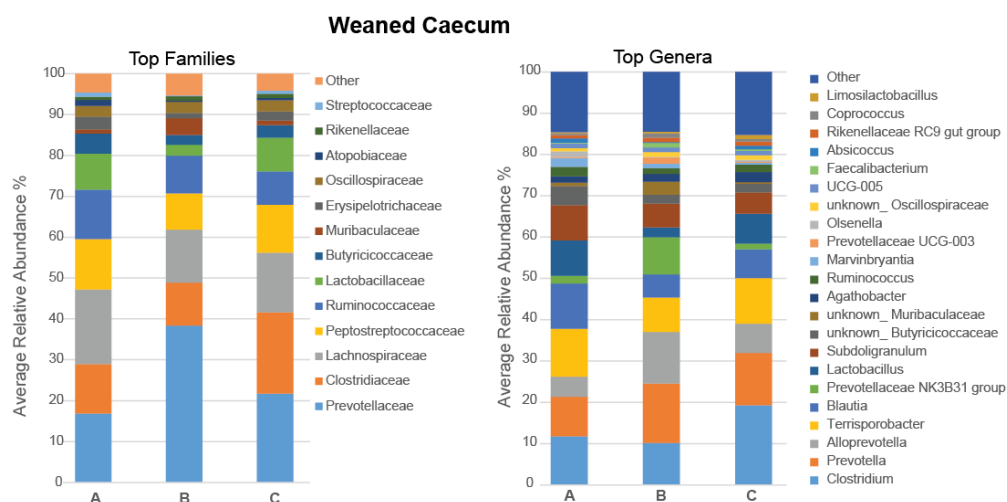 Weaned Caecum
Top Families
Average Relative Abundance %
100
90
80
70
60
50
40
30
20
10
0
A B C
Other
Streptococcaceae
Rikenellaceae
Atopobiaceae
Oscillospiraceae
Erysipelotrichaceae
Muribaculaceae
Butyricicoccaceae
Lactobacillaceae
Ruminococcaceae
Peptostreptococcaceae
Lachnospiraceae
Clostridiaceae
Prevotellaceae
Top Genera
Average Relative Abundance %
100
90
80
70
60
50
40
30
20
10
0
A B C
Other
Limosilactobacillus
Coprococcus
Rikenellaceae RC9 gut group
Absicoccus
Faecalibacterium
UCG-005
unknown_ Oscillospiraceae
Olsenella
Prevotellaceae UCG-003
Marvinbryantia
Ruminococcus
Agathobacter
unknown_ Muribaculaceae
unknown_ Butyricicoccaceae
Subdoligranulum
Lactobacillus
Prevotellaceae NK3B31 group
Blautia
Terrisporobacter
Alloprevotella
Prevotella
Clostridium